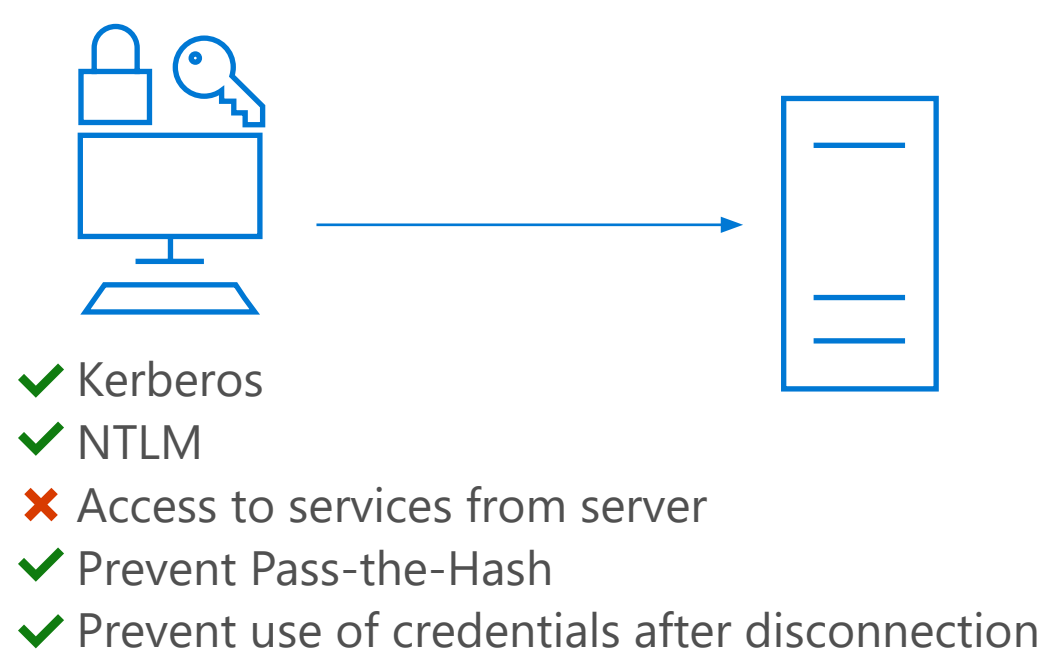 Kerberos
NTLM
Access to services from server
Prevent Pass-the-Hash
Prevent use of credentials after disconnection